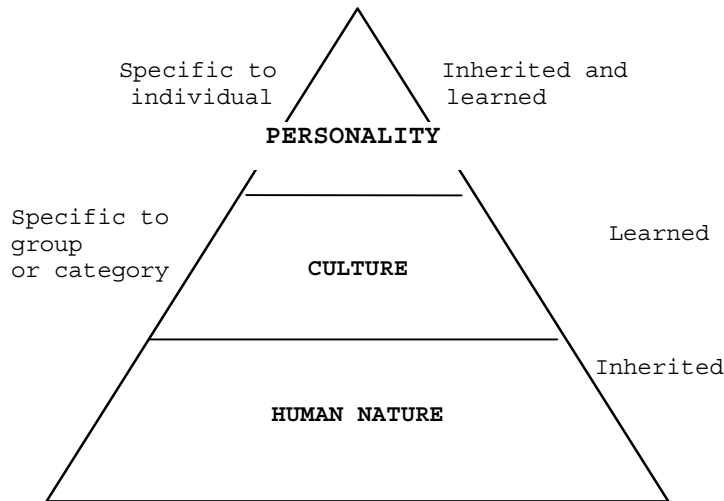 Specific to
individual
Inherited and
learned
PERSONALITY
Specific to
group
or category
Learned
CULTURE
Inherited
HUMAN NATURE